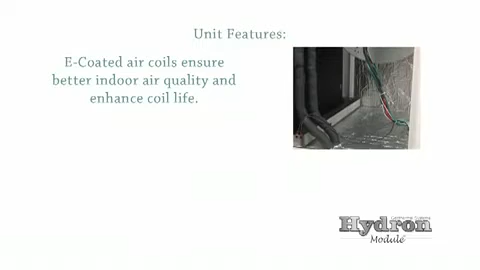 Unit Features:
E-Coated air coils ensure
better indoor air quality and
enhance coil life.
Hydron
Module